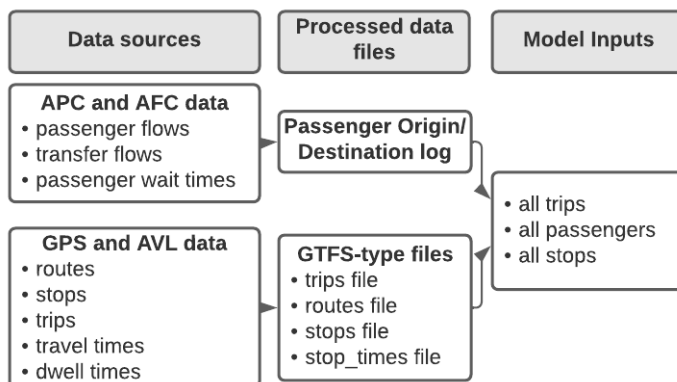 Data sources
Processed data
files
Model Inputs
APC and AFC data
• passenger flows
• transfer flows
• passenger wait times
Passenger Origin/
Destination log
• all trips
• all passengers
• all stops
GPS and AVL data
• routes
• stops
• trips
• travel times
• dwell times
GTFS-type files
• trips file
• routes file
• stops file
• stop_times file